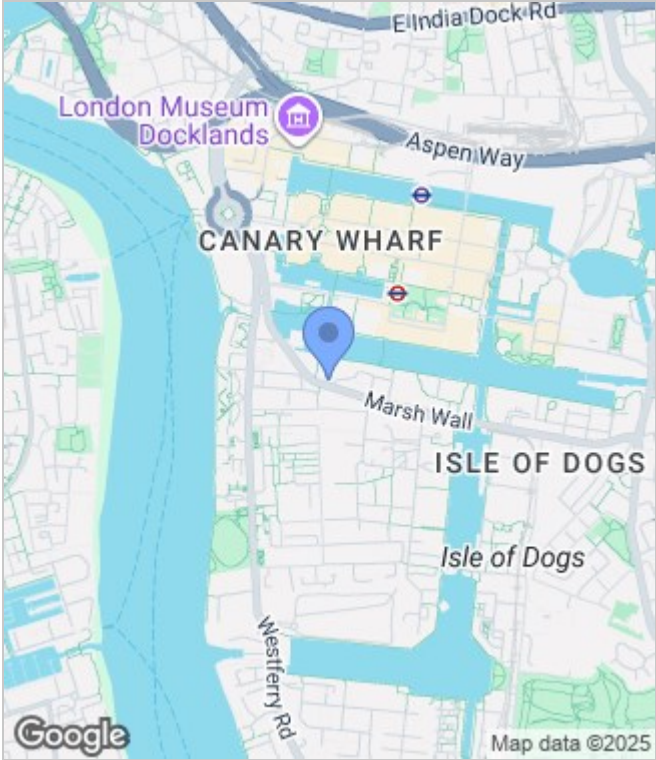 E India Dock Rd
London Museum
Docklands
Aspen Way
CANARY WHARF
Marsh Wall
ISLE OF DOGS
Isle of Dogs
Westferry Rd
Google
Map data ©2025